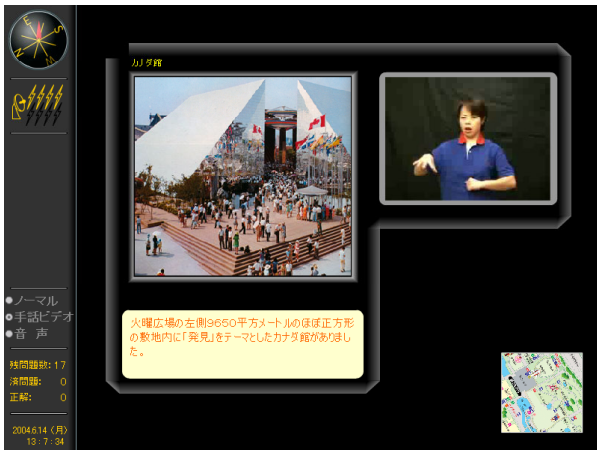 カナダ館
火曜広場の左側9650平方メートルのほぼ正方形
の敷地内に「発見」をテーマとしたカナダ館がありまし
た。
ノーマル
手話ビデオ
音 声
残問題数: 17
済問題: 0
正解: 0
2004.6.14 (月)
13 : 7 : 34
N
E
S
W